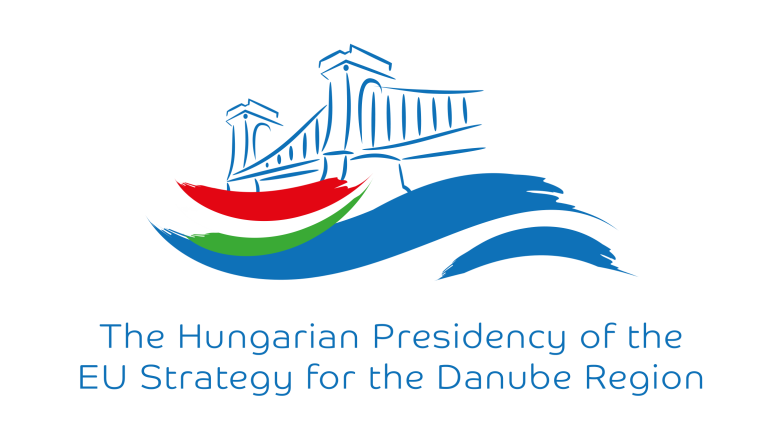 The Hungarian Presidency of the
EU Strategy for the Danube Region